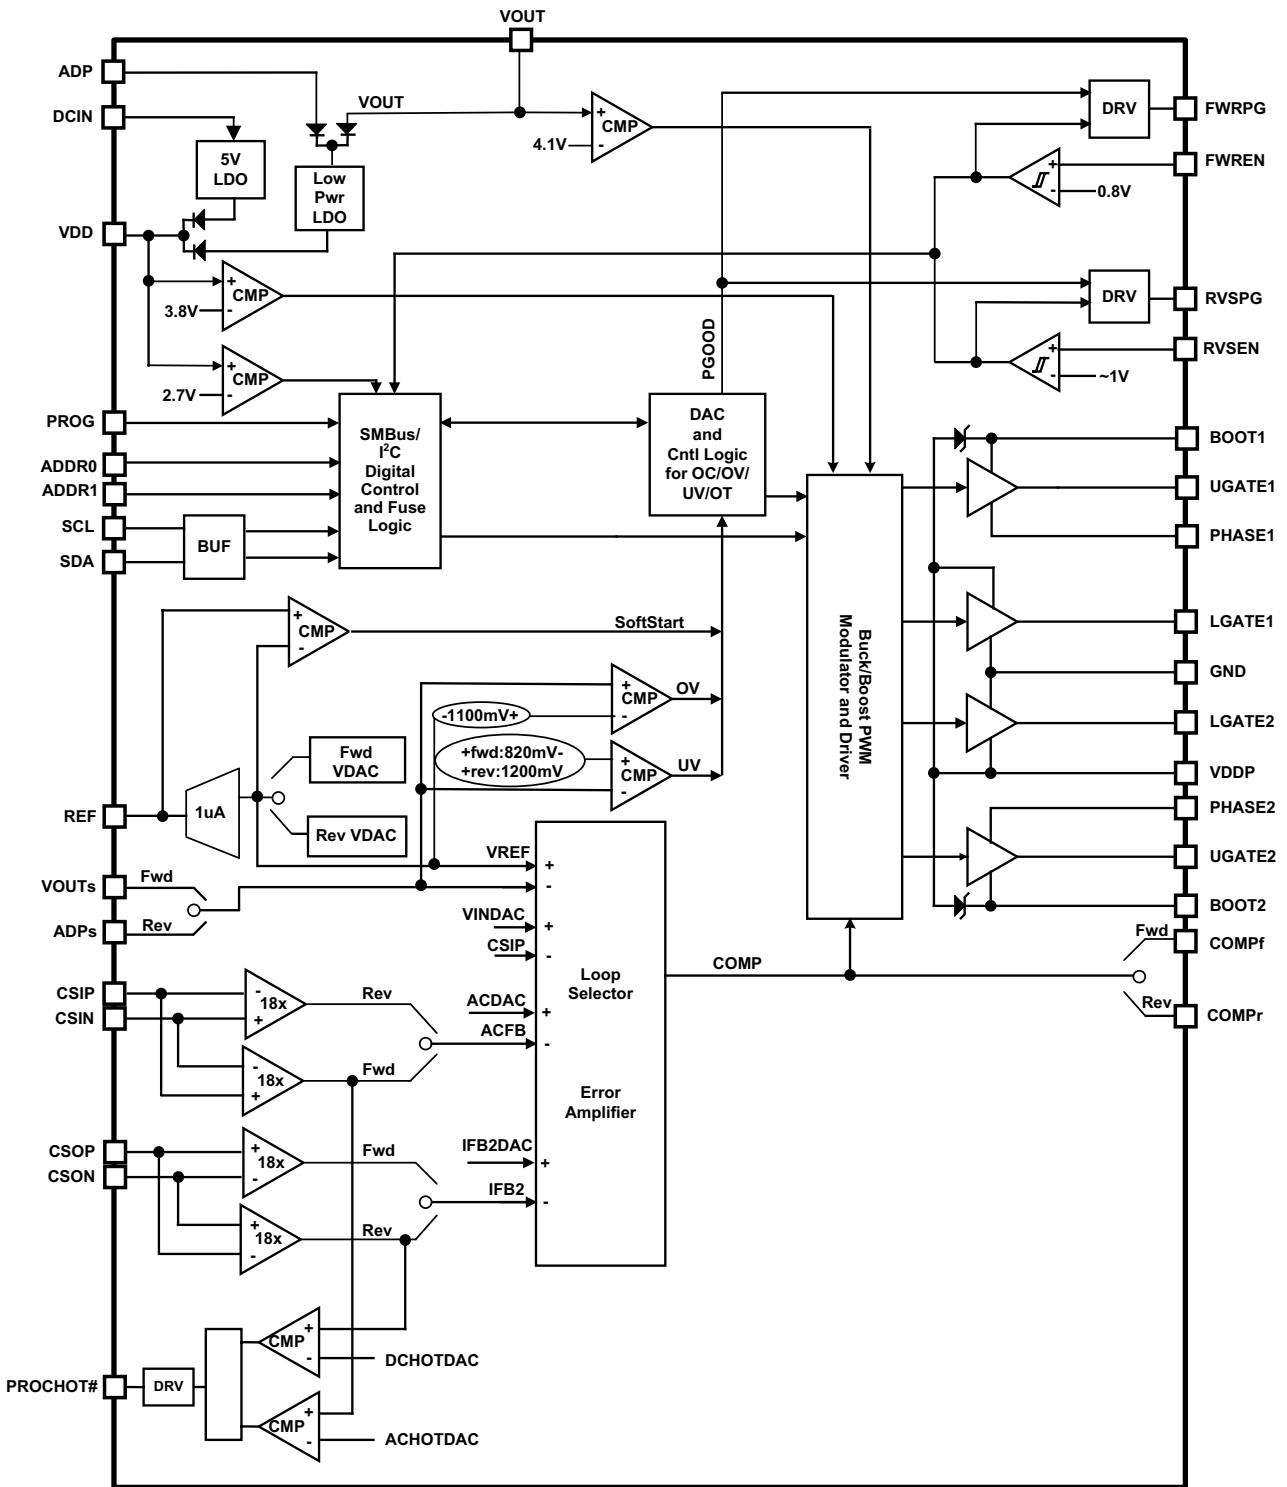 VOUT
ADP
DCIN
VDD
PROG
ADDR0
ADDR1
SCL
SDA
REF
VOUTs
ADPs
CSIP
CSIN
CSOP
CSON
PROCHOT#
VOUT
5V
LDO
Low
Pwr
LDO
+
CMP
-
4.1V
+
CMP
-
3.8V
+
CMP
-
2.7V
BUF
SMBus/
I²C
Digital
Control
and Fuse
Logic
PGOOD
DAC
and
Cntl Logic
for OC/OV/
UV/OT
DRV
+
-
0.8V
DRV
+
-
~1V
Buck/Boost PWM
Modulator and Driver
+
CMP
-
SoftStart
+
CMP
-
OV
-1100mV+
+
CMP
-
UV
+fwd:820mV-
+rev:1200mV
1uA
Fwd
VDAC
Rev VDAC
Fwd
Rev
VREF
+
-
VINDAC
+
CSIP
-
ACDAC
+
ACFB
-
IFB2DAC
+
IFB2
-
Loop
Selector
Error
Amplifier
COMP
-
18x
+
Rev
-
18x
+
Fwd
+
18x
-
Fwd
+
18x
-
Rev
+
CMP
-
DCHOTDAC
+
CMP
-
ACHOTDAC
DRV
Fwd
Rev
FWRPG
FWREN
RVSPG
RVSEN
BOOT1
UGATE1
PHASE1
LGATE1
GND
LGATE2
VDDP
PHASE2
UGATE2
BOOT2
COMPf
COMPr